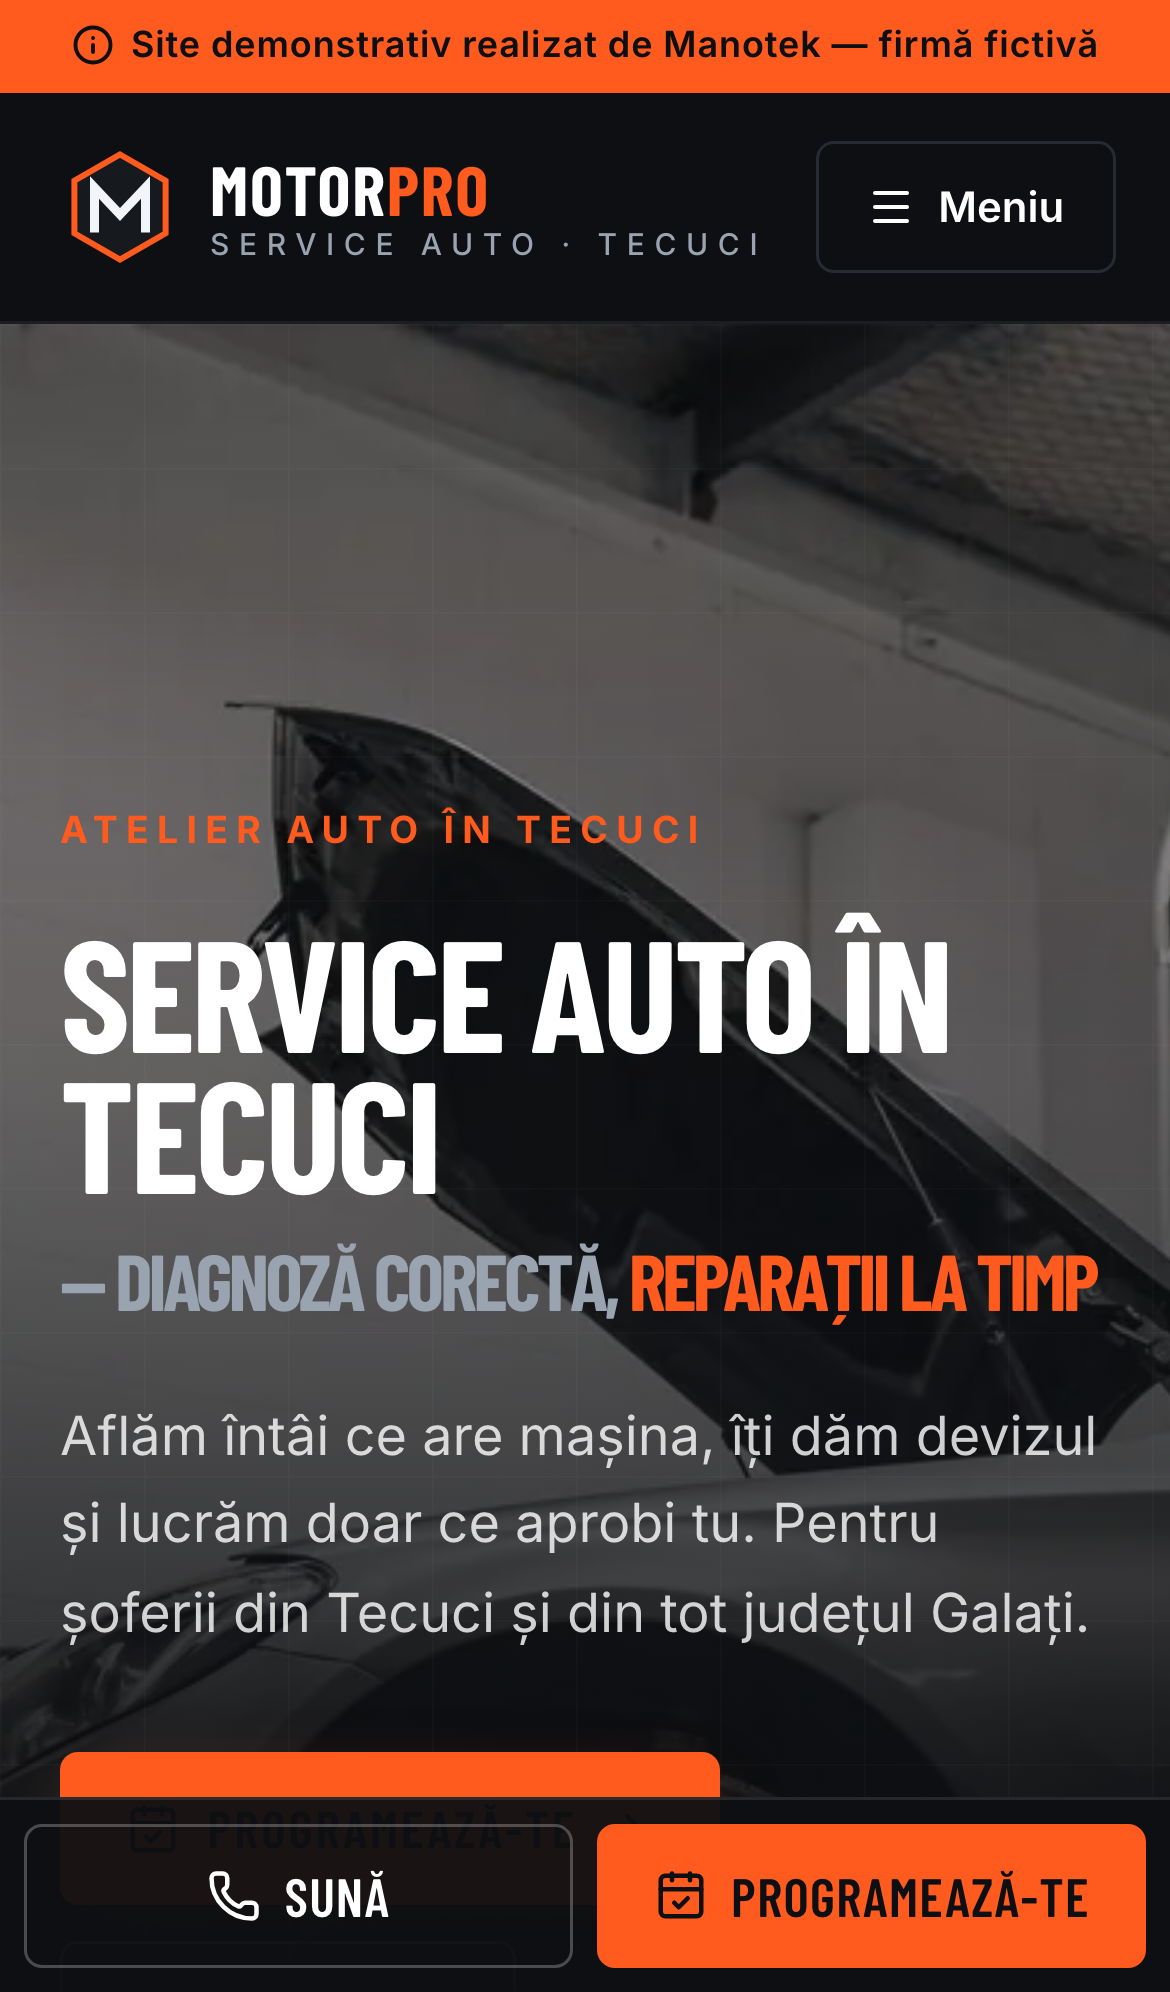 Site demonstrativ realizat de Manotek — firmă fictivă
MOTORPRO
SERVICE AUTO · TECUCI
Meniu
ATELIER AUTO ÎN TECUCI
SERVICE AUTO ÎN
TECUCI
– DIAGNOZĂ CORECTĂ, REPARAȚII LA TIMP
Aflăm întâi ce are mașina, îți dăm devizul
și lucrăm doar ce aprobi tu. Pentru
șoferii din Tecuci și din tot județul Galați.
PROGRAMEAZĂ-TE
SUNĂ
PROGRAMEAZĂ-TE